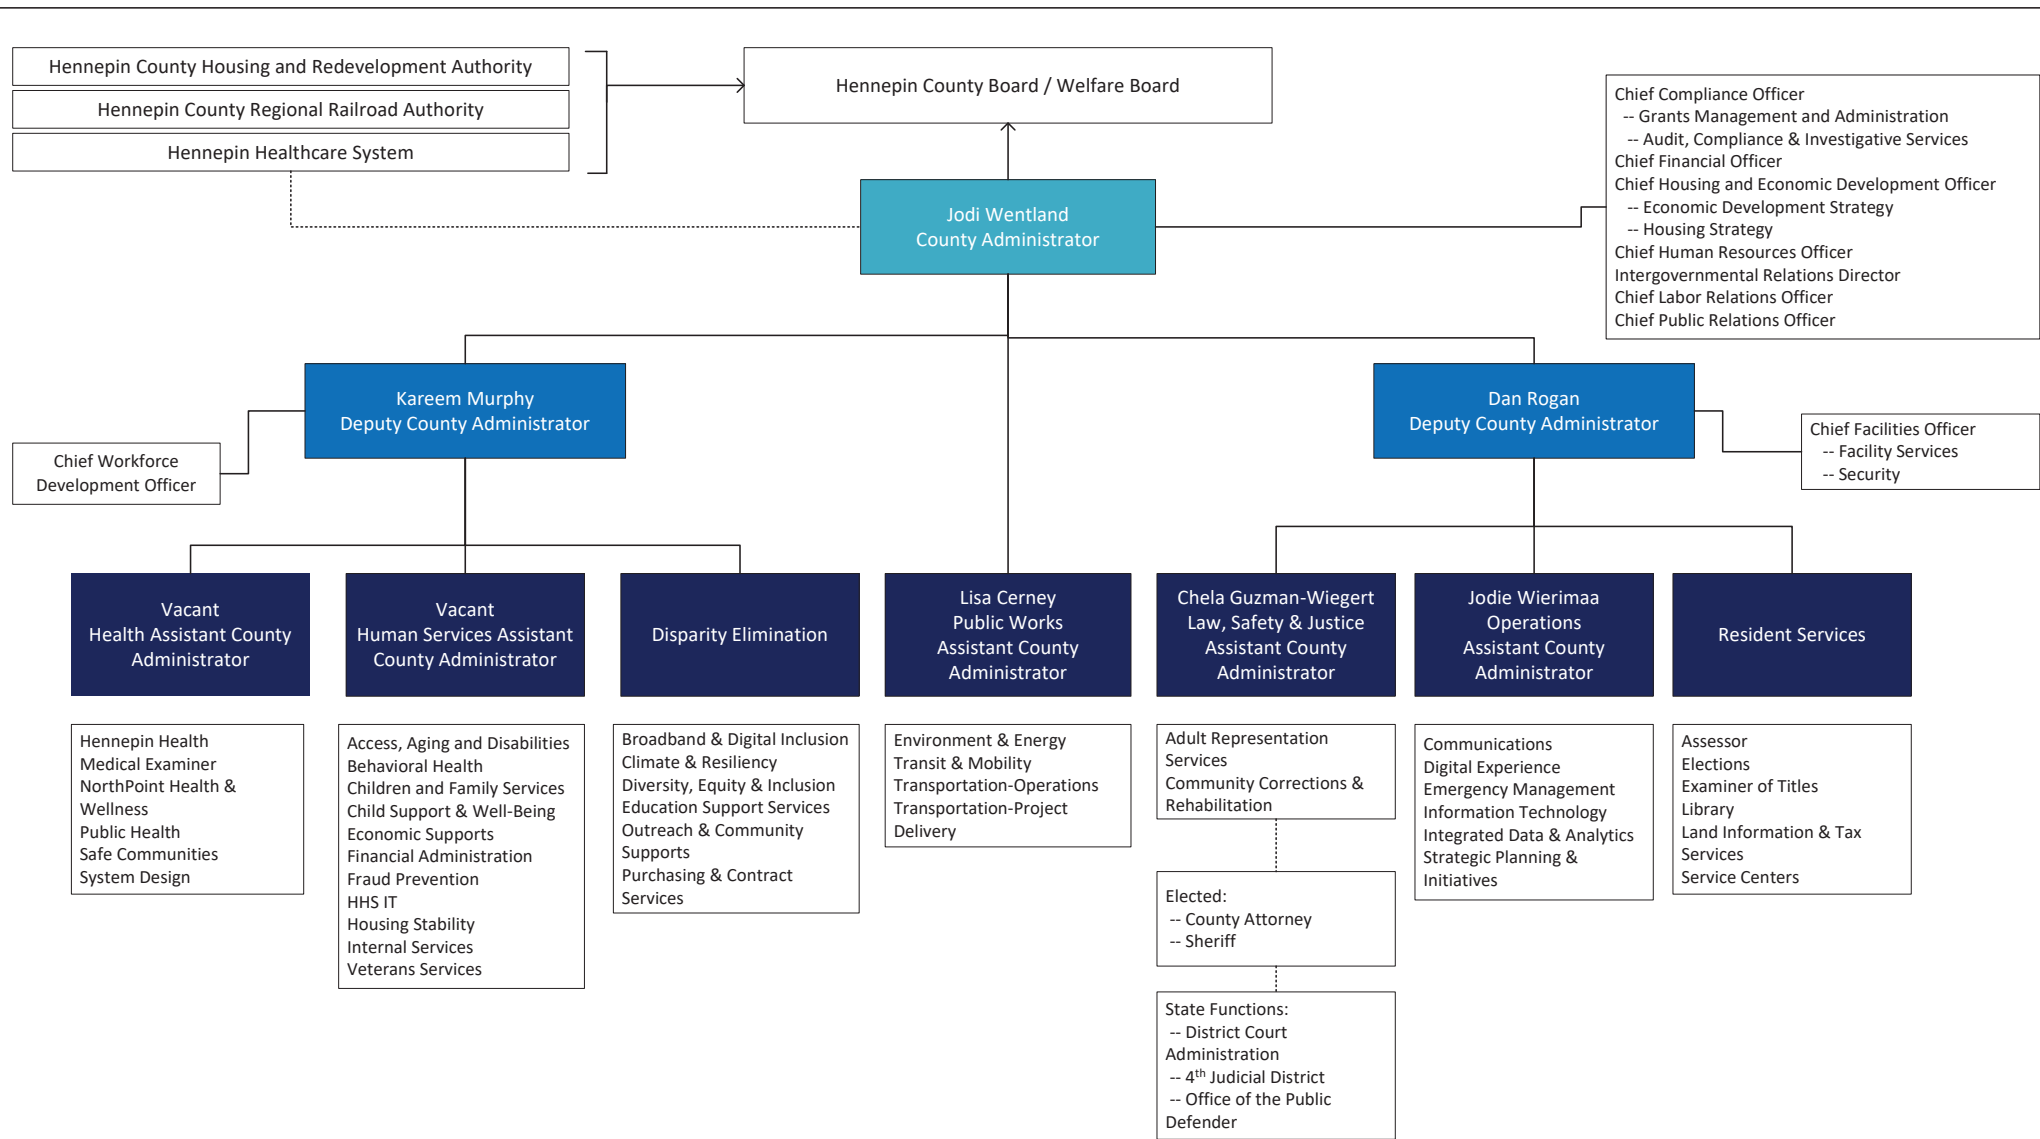 Hennepin County Housing and Redevelopment Authority
Hennepin County Regional Railroad Authority
Hennepin Healthcare System
Hennepin County Board / Welfare Board
Chief Compliance Officer
-- Grants Management and Administration
-- Audit, Compliance & Investigative Services
Chief Financial Officer
Chief Housing and Economic Development Officer
-- Economic Development Strategy
-- Housing Strategy
Chief Human Resources Officer
Intergovernmental Relations Director
Chief Labor Relations Officer
Chief Public Relations Officer
Jodi Wentland
County Administrator
Kareem Murphy
Deputy County Administrator
Dan Rogan
Deputy County Administrator
Chief Workforce
Development Officer
Chief Facilities Officer
-- Facility Services
-- Security
Vacant
Health Assistant County
Administrator
Vacant
Human Services Assistant
County Administrator
Disparity Elimination
Lisa Cerney
Public Works
Assistant County
Administrator
Chela Guzman-Wiegert
Law, Safety & Justice
Assistant County
Administrator
Jodie Wierimaa
Operations
Assistant County
Administrator
Resident Services
Hennepin Health
Medical Examiner
NorthPoint Health &
Wellness
Public Health
Safe Communities
System Design
Access, Aging and Disabilities
Behavioral Health
Children and Family Services
Child Support & Well-Being
Economic Supports
Financial Administration
Fraud Prevention
HHS IT
Housing Stability
Internal Services
Veterans Services
Broadband & Digital Inclusion
Climate & Resiliency
Diversity, Equity & Inclusion
Education Support Services
Outreach & Community
Supports
Purchasing & Contract
Services
Environment & Energy
Transit & Mobility
Transportation-Operations
Transportation-Project
Delivery
Adult Representation
Services
Community Corrections &
Rehabilitation
Elected:
-- County Attorney
-- Sheriff
State Functions:
-- District Court
Administration
-- 4th Judicial District
-- Office of the Public
Defender
Communications
Digital Experience
Emergency Management
Information Technology
Integrated Data & Analytics
Strategic Planning &
Initiatives
Assessor
Elections
Examiner of Titles
Library
Land Information & Tax
Services
Service Centers